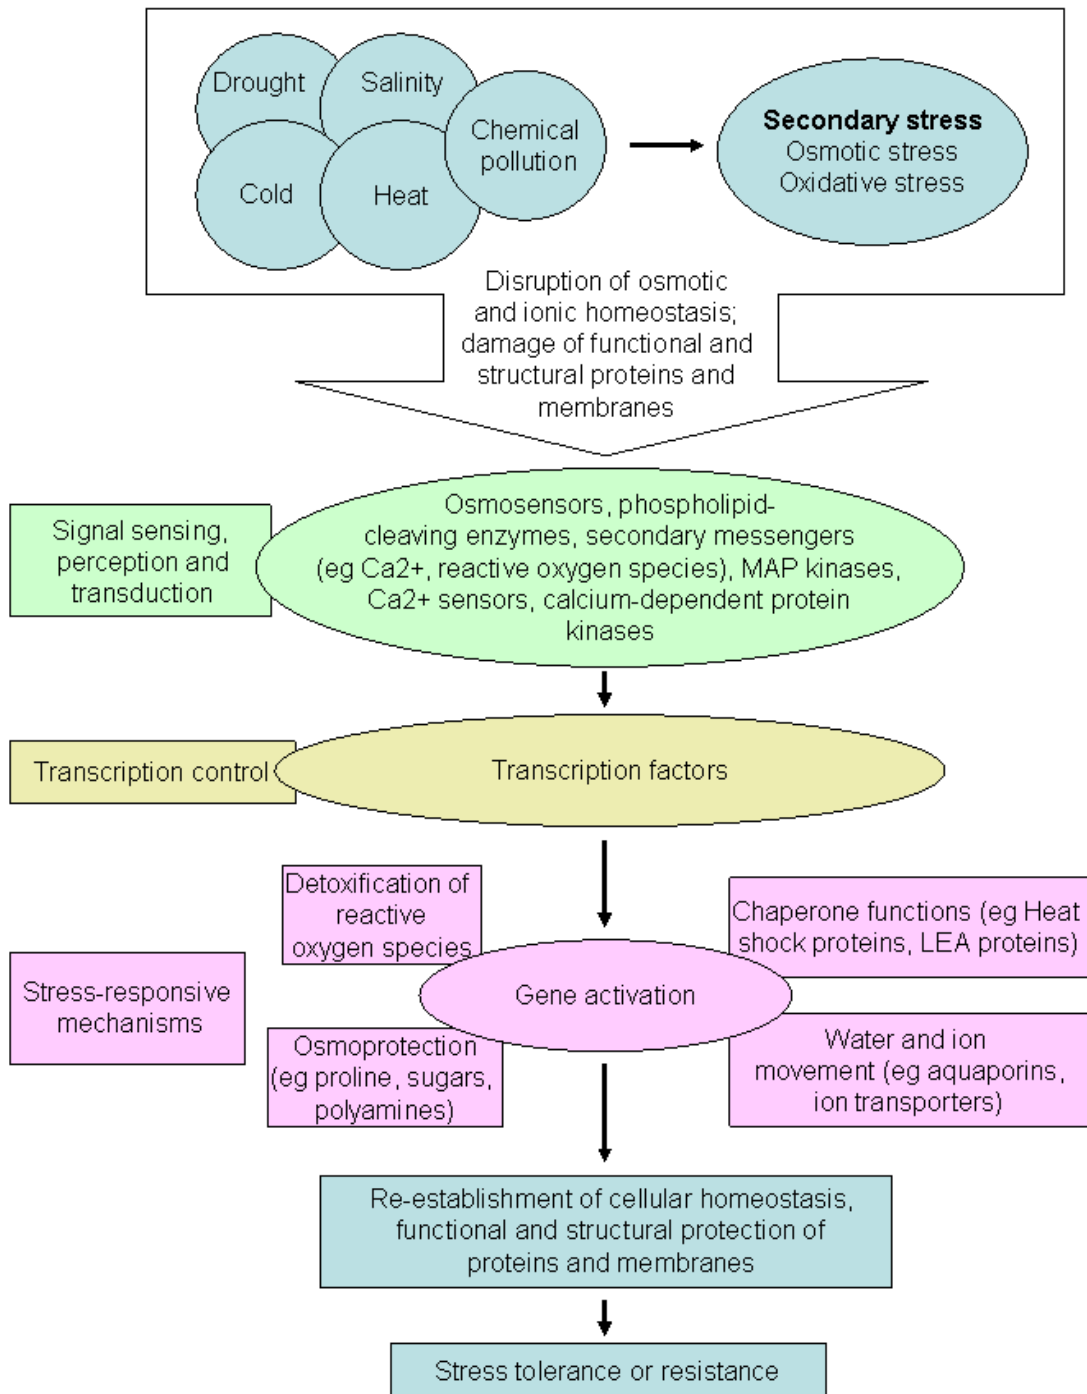 Drought
Salinity
Chemical
pollution
Cold
Heat
Secondary stress
Osmotic stress
Oxidative stress
Disruption of osmotic
and ionic homeostasis;
damage of functional and
structural proteins and
membranes
Signal sensing,
perception and
transduction
Osmosensors, phospholipid-
cleaving enzymes, secondary messengers
(eg Ca2+, reactive oxygen species), MAP kinases,
Ca2+ sensors, calcium-dependent protein
kinases
Transcription control
Transcription factors
Detoxification of
reactive
oxygen species
Chaperone functions (eg Heat
shock proteins, LEA proteins)
Stress-responsive
mechanisms
Gene activation
Osmoprotection
(eg proline, sugars,
polyamines)
Water and ion
movement (eg aquaporins,
ion transporters)
Re-establishment of cellular homeostasis,
functional and structural protection of
proteins and membranes
Stress tolerance or resistance